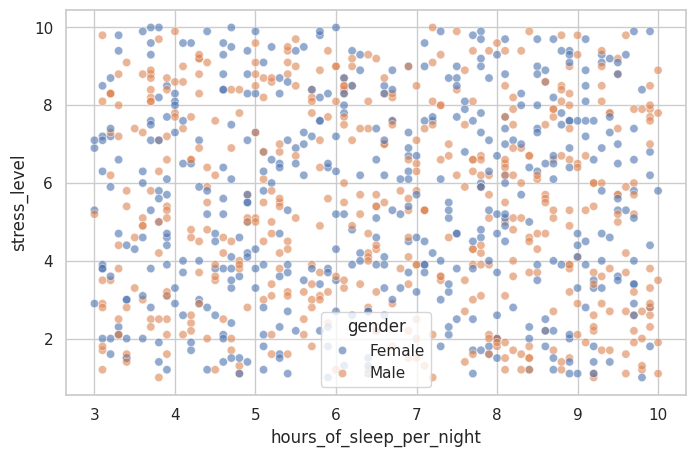 10
8
6
4
2
stress_level
gender
Female
Male
3 4 5 6 7 8 9 10
hours_of_sleep_per_night